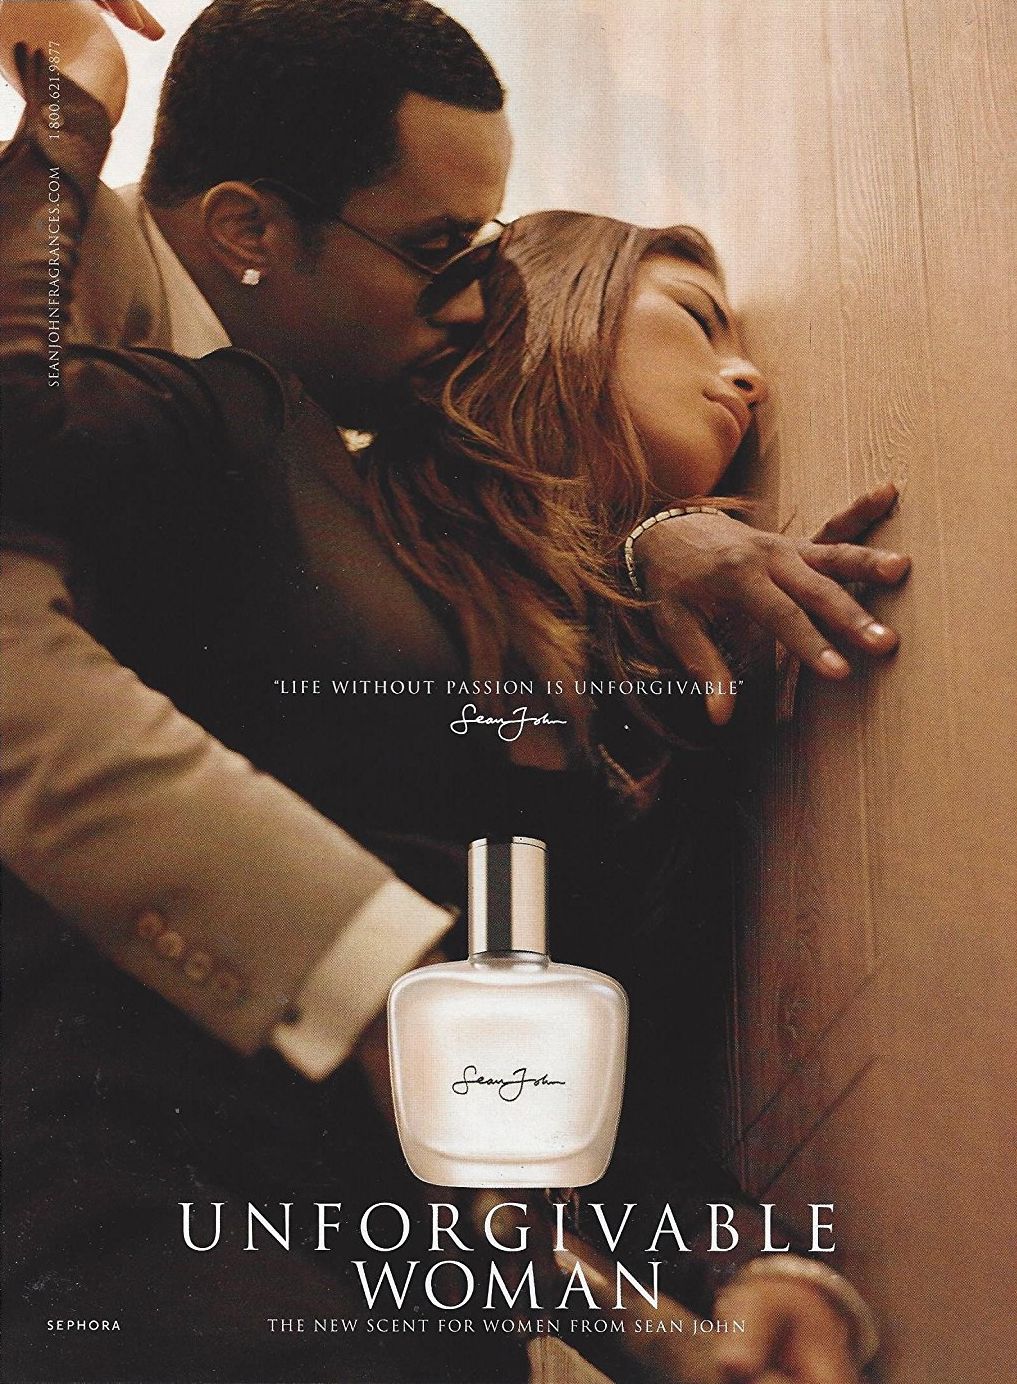 SEANJOHNFRAGRANCES.COM 1.800.621.9877
“LIFE WITHOUT PASSION IS UNFORGIVABLE”
Sean John
Sean John
UNFORGIVABLE
WOMAN
SEPHORA
THE NEW SCENT FOR WOMEN FROM SEAN JOHN